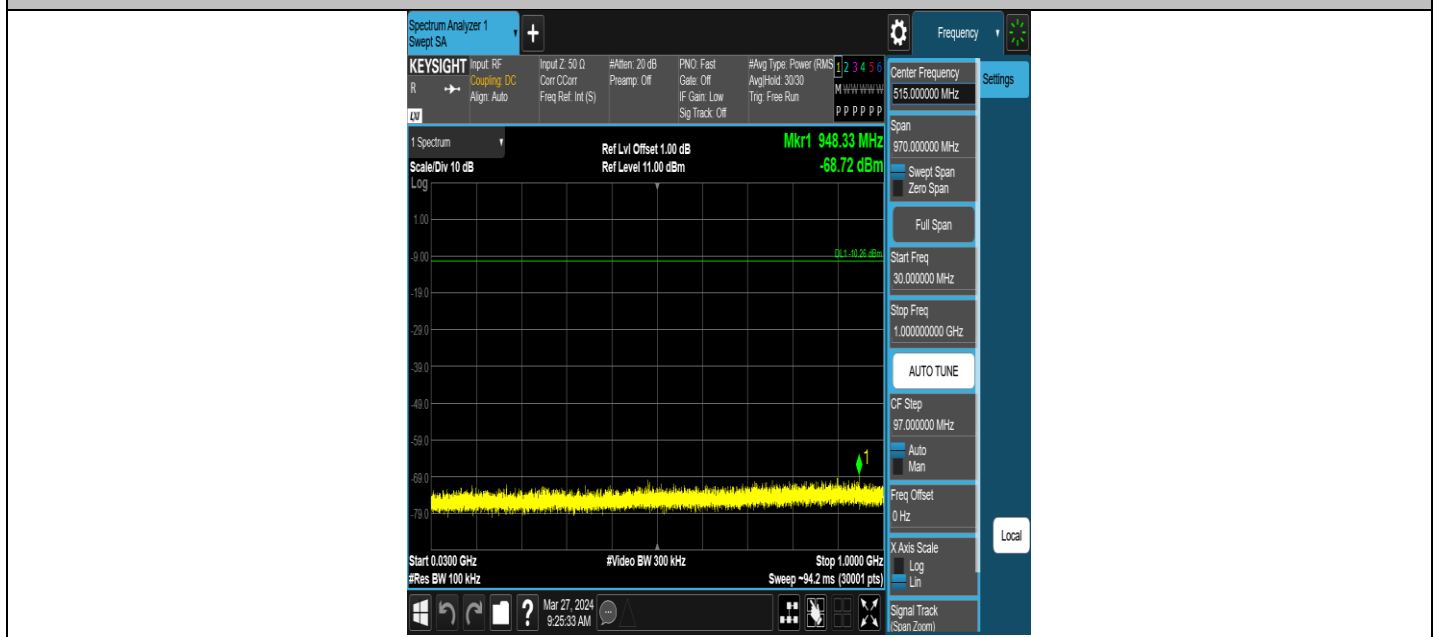 Spectrum Analyzer 1
Swept SA
Frequency
KEYSIGHT
R
LXI
Input: RF
Coupling: DC
Align: Auto
Input Z: 50 Ω
Corr CCorr
Freq Ref: Int (S)
#Atten: 20 dB
Preamp: Off
PNO: Fast
Gate: Off
IF Gain: Low
Sig Track: Off
#Avg Type: Power (RMS
Avg|Hold: 30/30
Trig: Free Run
1 2 3 4 5 6
M W W W W W
P P P P P P
1 Spectrum
Scale/Div 10 dB
Ref Lvl Offset 1.00 dB
Ref Level 11.00 dBm
Mkr1 948.33 MHz
-68.72 dBm
Log
1.00
-9.00
-19.0
-29.0
-39.0
-49.0
-59.0
-69.0
-79.0
DL1 -10.26 dBm
1
Start 0.0300 GHz
#Res BW 100 kHz
#Video BW 300 kHz
Stop 1.0000 GHz
Sweep ~94.2 ms (30001 pts)
Mar 27, 2024
9:25:33 AM
Center Frequency
515.000000 MHz
Settings
Span
970.000000 MHz
Swept Span
Zero Span
Full Span
Start Freq
30.000000 MHz
Stop Freq
1.000000000 GHz
AUTO TUNE
CF Step
97.000000 MHz
Auto
Man
Freq Offset
0 Hz
X Axis Scale
Log
Lin
Local
Signal Track
(Span Zoom)